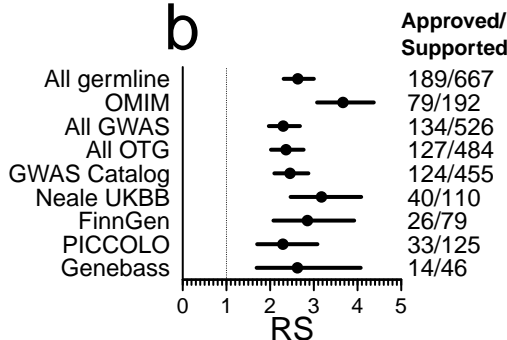 b
Approved/
Supported
All germline 189/667
OMIM 79/192
All GWAS 134/526
All OTG 127/484
GWAS Catalog 124/455
Neale UKBB 40/110
FinnGen 26/79
PICCOLO 33/125
Genebass 14/46
0 1 2 3 4 5
RS